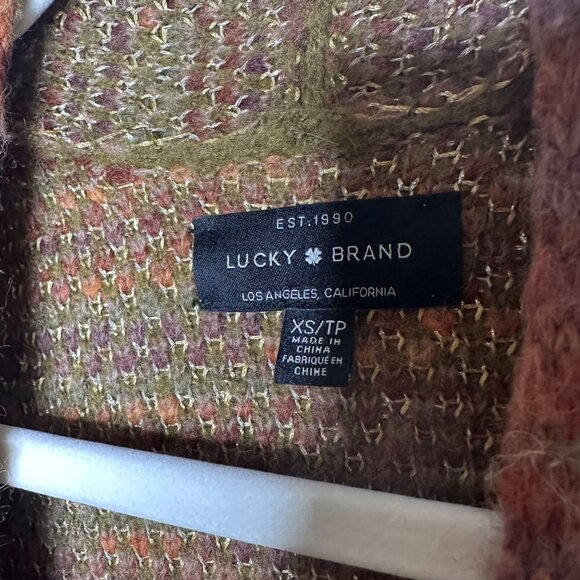 EST.1990
LUCKY BRAND
LOS ANGELES, CALIFORNIA
XS/TP
MADE IN
CHINA
FABRIQUÉ EN
CHINE